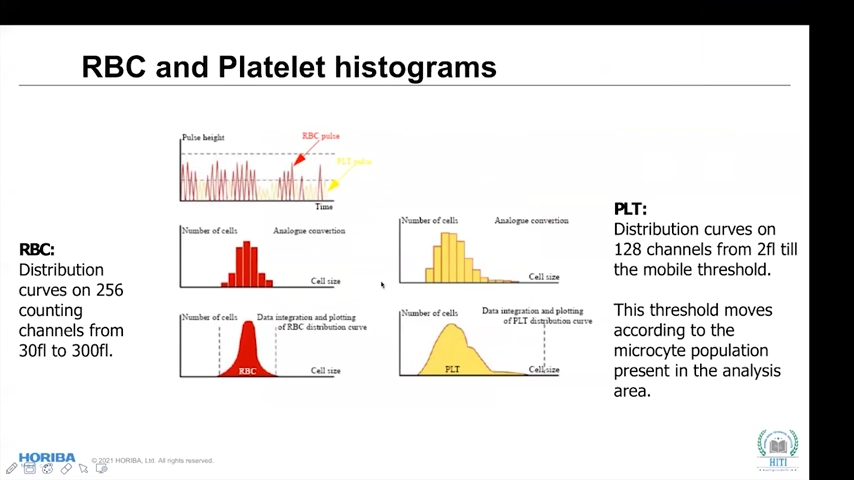 RBC and Platelet histograms
Pulse height
RBC pulse
PLT pulse
Time
Number of cells
Analogue convertion
Cell size
Number of cells
Analogue convertion
Cell size
Number of cells
Data integration and plotting
of RBC distribution curve
RBC
Cell size
Number of cells
Data integration and plotting
of PLT distribution curve
PLT
Cell size
RBC:
Distribution
curves on 256
counting
channels from
30fl to 300fl.
PLT:
Distribution curves on
128 channels from 2fl till
the mobile threshold.
This threshold moves
according to the
microcyte population
present in the analysis
area.
HORIBA
© 2021 HORIBA, Ltd. All rights reserved.
HITI